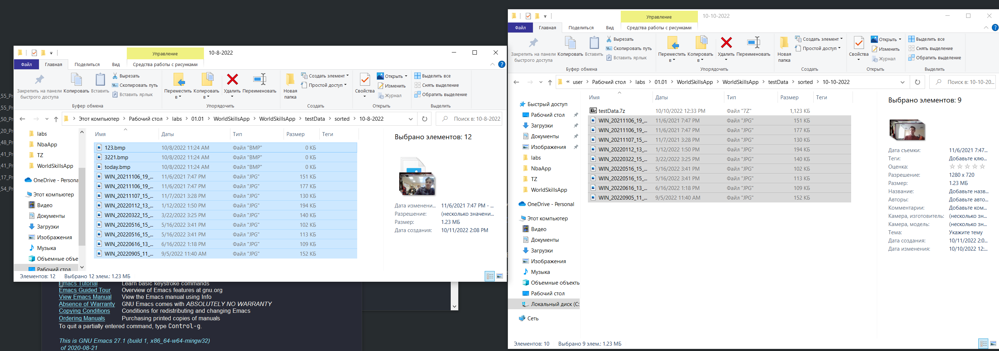 Управление
10-8-2022
Файл
Главная
Поделиться
Вид
Средства работы с рисунками
Закрепить на панели быстрого доступа
Копировать
Вставить
Вырезать
Скопировать путь
Вставить ярлык
Буфер обмена
Переместить в
Копировать в
Удалить
Переименовать
Упорядочить
Новая папка
Создать элемент
Простой доступ
Создать
Свойства
Открыть
Изменить
Журнал
Открыть
Выделить все
Снять выделение
Обратить выделение
Выделить
Этот компьютер > Рабочий стол > labs > 01.01 > WorldSkillsApp > WorldSkillsApp > testData > sorted > 10-8-2022
Поиск в: 10-8-2022
labs
NbaApp
TZ
WorldSkillsApp
OneDrive - Persona
Этот компьютер
Видео
Документы
Загрузки
Изображения
Музыка
Объемные объе
Рабочий стол
Имя Даты Тип Размер Теги
123.bmp 10/8/2022 11:24 AM Файл "BMP" 0 КБ
3221.bmp 10/8/2022 11:24 AM Файл "BMP" 0 КБ
today.bmp 10/8/2022 11:24 AM Файл "BMP" 0 КБ
WIN_20211106_19_... 11/6/2021 7:47 PM Файл "JPG" 151 КБ
WIN_20211106_19_... 11/6/2021 7:47 PM Файл "JPG" 177 КБ
WIN_20211107_15_... 11/7/2021 3:28 PM Файл "JPG" 130 КБ
WIN_20220112_13_... 1/12/2022 1:50 PM Файл "JPG" 194 КБ
WIN_20220322_15_... 3/22/2022 3:25 PM Файл "JPG" 140 КБ
WIN_20220516_15_... 5/16/2022 3:41 PM Файл "JPG" 102 КБ
WIN_20220516_15_... 5/16/2022 3:41 PM Файл "JPG" 113 КБ
WIN_20220616_13_... 6/16/2022 1:18 PM Файл "JPG" 109 КБ
WIN_20220905_11_... 9/5/2022 11:40 AM Файл "JPG" 152 КБ
Выбрано элементов: 12
Дата изменени... 11/6/2021 7:47 PM - ...
Разрешение: (несколько значени...
Размер: 1.23 МБ
Дата создания: 10/11/2022 2:08 PM
Элементов: 12 Выбрано 12 элем.: 1.23 МБ
_55_Pr
_55_Pr
_50_Pr
_20_Pr
_48_Pr
_41_Pr
_41_Pr
_17_Pr
_54_Pr
Emacs Tutorial Learn basic keystroke commands
Emacs Guided Tour Overview of Emacs features at gnu.org
View Emacs Manual View the Emacs manual using Info
Absence of Warranty GNU Emacs comes with ABSOLUTELY NO WARRANTY
Copying Conditions Conditions for redistributing and changing Emacs
Ordering Manuals Purchasing printed copies of manuals
To quit a partially entered command, type Control-g.
This is GNU Emacs 27.1 (build 1, x86_64-w64-mingw32)
of 2020-08-21
Управление
10-10-2022
Файл
Главная
Поделиться
Вид
Средства работы с рисунками
Закрепить на панели быстрого доступа
Копировать
Вставить
Вырезать
Скопировать путь
Вставить ярлык
Буфер обмена
Переместить в
Копировать в
Удалить
Переименовать
Упорядочить
Новая папка
Создать элемент
Простой доступ
Создать
Свойства
Открыть
Изменить
Журнал
Открыть
Выделить все
Снять выделение
Обратить выделение
Выделить
« user > Рабочий стол > labs > 01.01 > WorldSkillsApp > WorldSkillsApp > testData > sorted > 10-10-2022
Поиск в: 10-10-20...
Быстрый доступ
Рабочий стол
Загрузки
Документы
Изображения
labs
NbaApp
TZ
WorldSkillsApp
OneDrive - Personal
Этот компьютер
Видео
Документы
Загрузки
Изображения
Музыка
Объемные объекть
Рабочий стол
Локальный диск (C:
Сеть
Имя Даты Тип Размер Теги
testData.7z 10/10/2022 12:33 PM Файл "7Z" 1,123 КБ
WIN_20211106_19_... 11/6/2021 7:47 PM Файл "JPG" 151 КБ
WIN_20211106_19_... 11/6/2021 7:47 PM Файл "JPG" 177 КБ
WIN_20211107_15_... 11/7/2021 3:28 PM Файл "JPG" 130 КБ
WIN_20220112_13_... 1/12/2022 1:50 PM Файл "JPG" 194 КБ
WIN_20220322_15_... 3/22/2022 3:25 PM Файл "JPG" 140 КБ
WIN_20220516_15_... 5/16/2022 3:41 PM Файл "JPG" 102 КБ
WIN_20220516_15_... 5/16/2022 3:41 PM Файл "JPG" 113 КБ
WIN_20220616_13_... 6/16/2022 1:18 PM Файл "JPG" 109 КБ
WIN_20220905_11_... 9/5/2022 11:40 AM Файл "JPG" 152 КБ
Выбрано элементов: 9
Дата съемки: 11/6/2021 7:47...
Теги: Добавьте клю...
Оценка:
Разрешение: 1280 x 720
Размер: 1.23 МБ
Название: Добавьте назв...
Авторы: Добавьте авто...
Комментарии: Добавьте ком...
Камера, изготовитель: (несколько зн...
Камера, модель: (несколько зн...
Тема: Укажите тему
Дата создания: 10/11/2022 2:0...
Дата изменения: 10/10/2022 12:...
Элементов: 10 Выбрано 9 элем.: 1.23 МБ